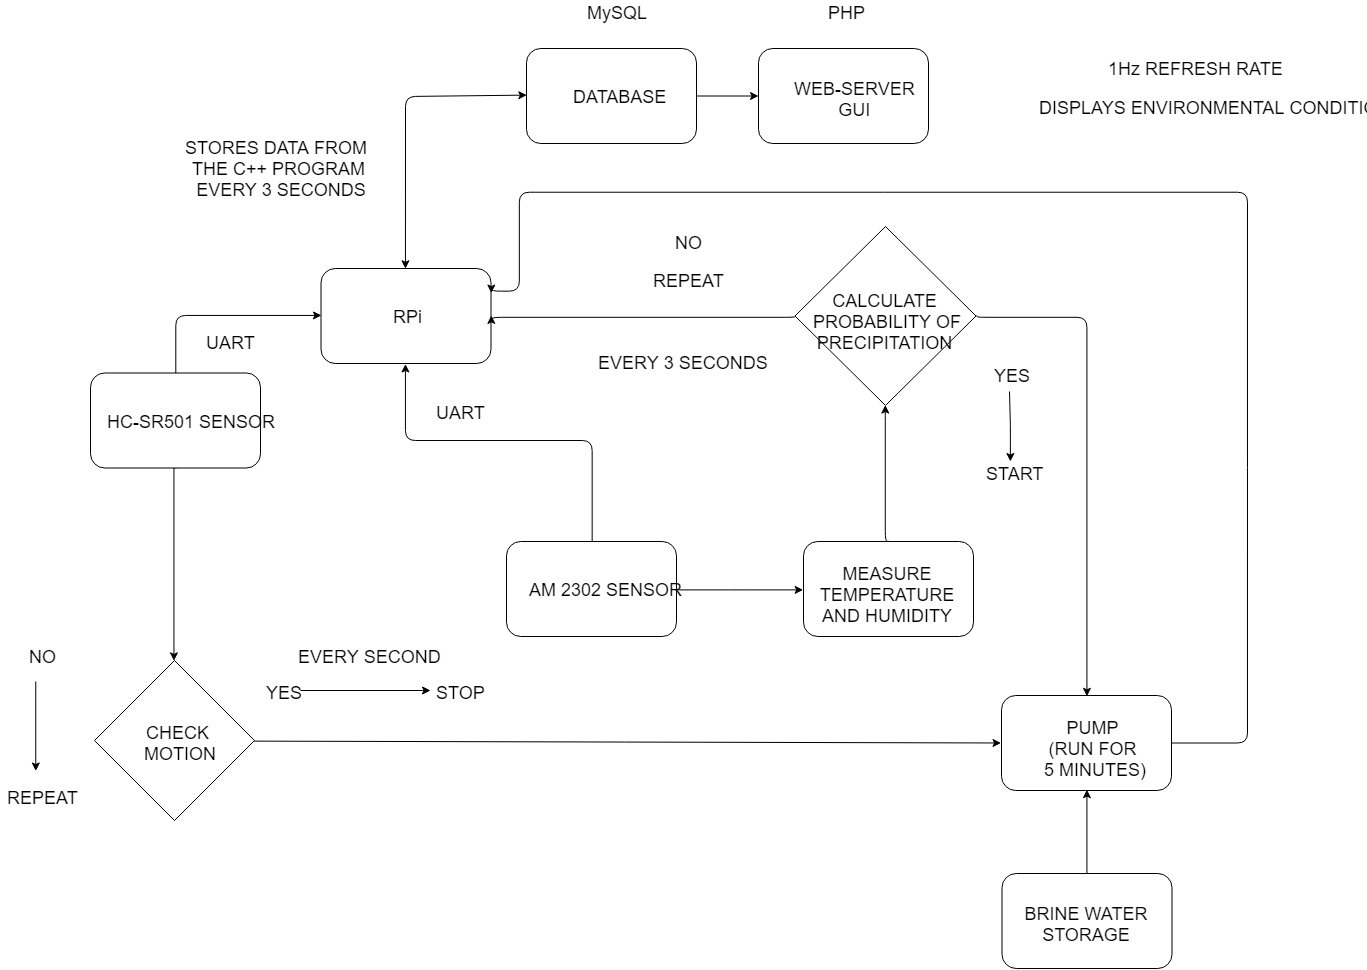 MySQL
PHP
DATABASE
WEB-SERVER
GUI
1Hz REFRESH RATE
DISPLAYS ENVIRONMENTAL
STORES DATA FROM
THE C++ PROGRAM
EVERY 3 SECONDS
NO
REPEAT
CALCULATE
PROBABILITY OF
PRECIPITATION
RPi
UART
EVERY 3 SECONDS
YES
START
HC-SR501 SENSOR
UART
AM 2302 SENSOR
MEASURE
TEMPERATURE
AND HUMIDITY
NO
REPEAT
EVERY SECOND
YES
STOP
CHECK
MOTION
PUMP
(RUN FOR
5 MINUTES)
BRINE WATER
STORAGE